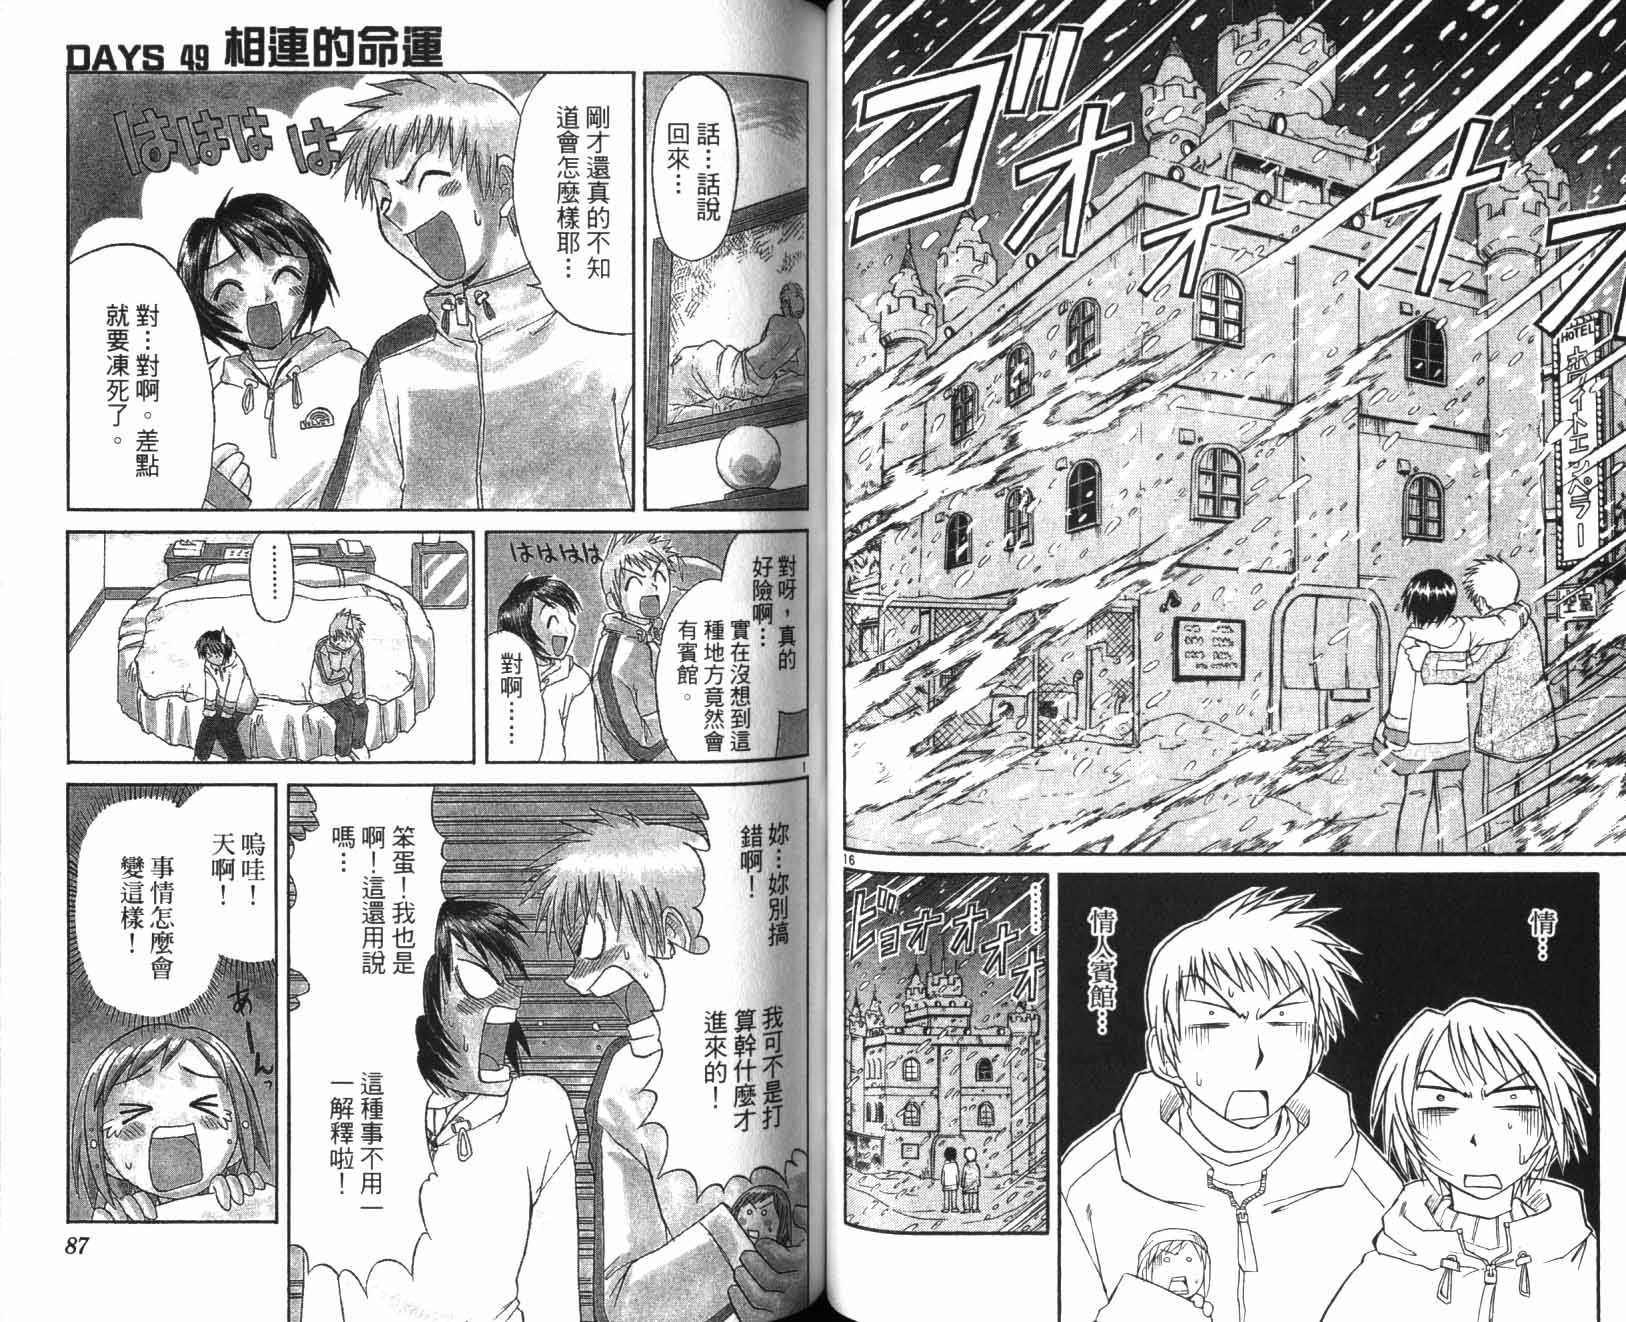 ゴオオオオ
HOTEL
ホワイトエンペラー
空室
情…
情人賓館…
………
ビョオオオオ
16
DAYS 49 相連的命運
話…話說
回來…
剛才還真的不知
道會怎麼樣耶…
はははは
對…對啊。差點
就要凍死了。
對呀，真的
好險啊…
實在沒想到這
種地方竟然會
有賓館。
はははは
對啊……
………
1
妳…妳別搞
錯啊！
我可不是打
算幹什麼才
進來的！
笨蛋！我也是
啊！這還用說
嗎…
這種事不用一
一解釋啦！
嗚哇！
天啊！
事情怎麼會
變這樣！
あーんっ
87